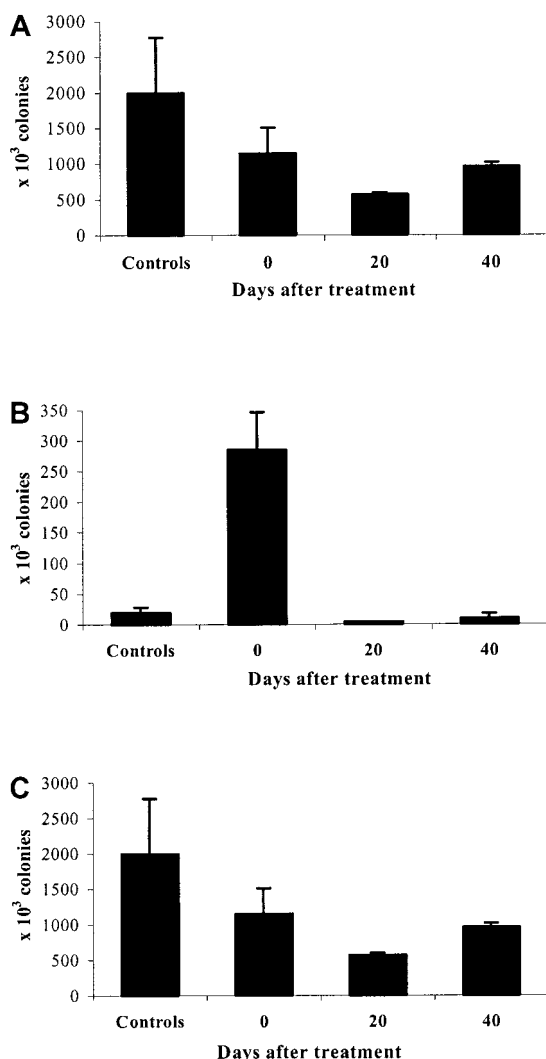 A
3000
2500
2000
1500
1000
500
0
x 10³ colonies
Controls 0 20 40
Days after treatment
B
350
300
250
200
150
100
50
0
x 10³ colonies
Controls 0 20 40
Days after treatment
C
3000
2500
2000
1500
1000
500
0
x 10³ colonies
Controls 0 20 40
Days after treatment